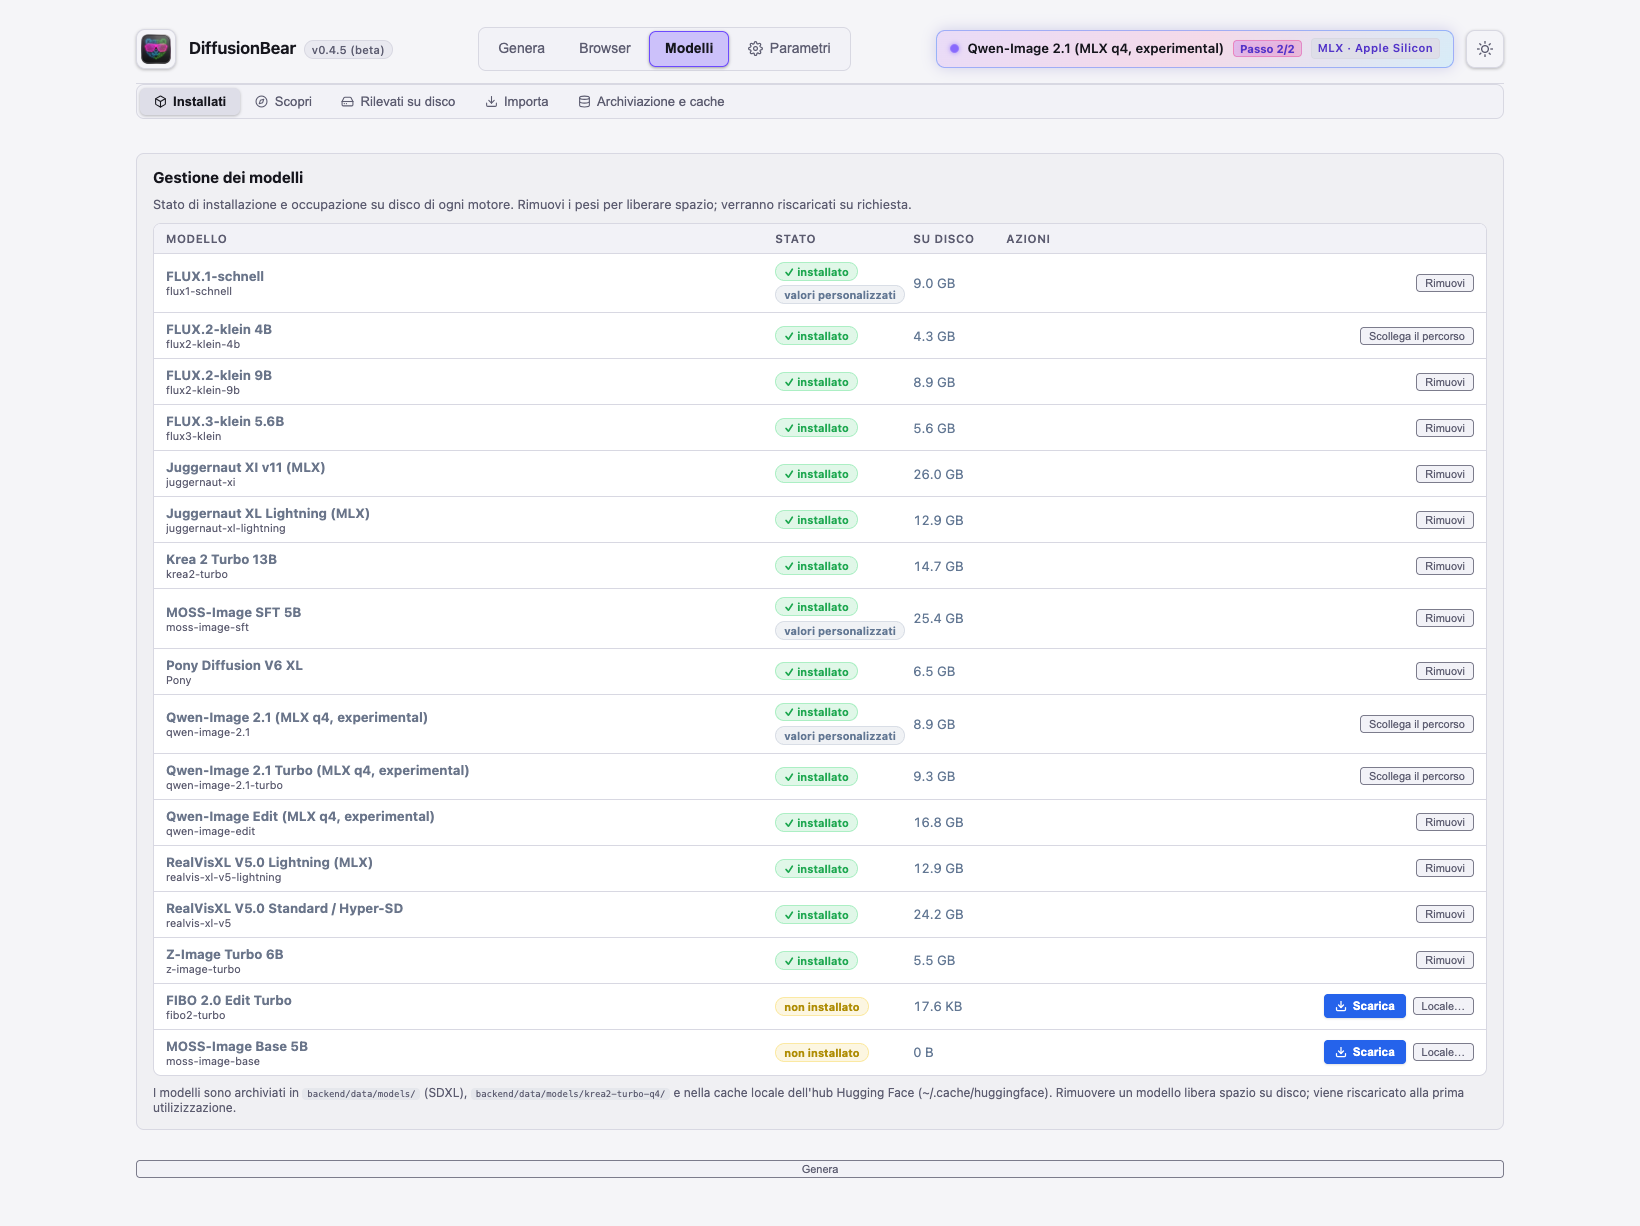 DiffusionBear v0.4.5 (beta)
Genera Browser Modelli Parametri
Qwen-Image 2.1 (MLX q4, experimental) Passo 2/2 MLX · Apple Silicon
Installati Scopri Rilevati su disco Importa Archiviazione e cache
Gestione dei modelli
Stato di installazione e occupazione su disco di ogni motore. Rimuovi i pesi per liberare spazio; verranno riscaricati su richiesta.
MODELLO STATO SU DISCO AZIONI
FLUX.1-schnell
flux1-schnell
✓ installato
valori personalizzati
9.0 GB
Rimuovi
FLUX.2-klein 4B
flux2-klein-4b
✓ installato
4.3 GB
Scollega il percorso
FLUX.2-klein 9B
flux2-klein-9b
✓ installato
8.9 GB
Rimuovi
FLUX.3-klein 5.6B
flux3-klein
✓ installato
5.6 GB
Rimuovi
Juggernaut XI v11 (MLX)
juggernaut-xi
✓ installato
26.0 GB
Rimuovi
Juggernaut XL Lightning (MLX)
juggernaut-xl-lightning
✓ installato
12.9 GB
Rimuovi
Krea 2 Turbo 13B
krea2-turbo
✓ installato
14.7 GB
Rimuovi
MOSS-Image SFT 5B
moss-image-sft
✓ installato
valori personalizzati
25.4 GB
Rimuovi
Pony Diffusion V6 XL
Pony
✓ installato
6.5 GB
Rimuovi
Qwen-Image 2.1 (MLX q4, experimental)
qwen-image-2.1
✓ installato
valori personalizzati
8.9 GB
Scollega il percorso
Qwen-Image 2.1 Turbo (MLX q4, experimental)
qwen-image-2.1-turbo
✓ installato
9.3 GB
Scollega il percorso
Qwen-Image Edit (MLX q4, experimental)
qwen-image-edit
✓ installato
16.8 GB
Rimuovi
RealVisXL V5.0 Lightning (MLX)
realvis-xl-v5-lightning
✓ installato
12.9 GB
Rimuovi
RealVisXL V5.0 Standard / Hyper-SD
realvis-xl-v5
✓ installato
24.2 GB
Rimuovi
Z-Image Turbo 6B
z-image-turbo
✓ installato
5.5 GB
Rimuovi
FIBO 2.0 Edit Turbo
fibo2-turbo
non installato
17.6 KB
Scarica
Locale...
MOSS-Image Base 5B
moss-image-base
non installato
0 B
Scarica
Locale...
I modelli sono archiviati in backend/data/models/ (SDXL), backend/data/models/krea2-turbo-q4/ e nella cache locale dell'hub Hugging Face (~/.cache/huggingface). Rimuovere un modello libera spazio su disco; viene riscaricato alla prima
utilizizzazione.
Genera